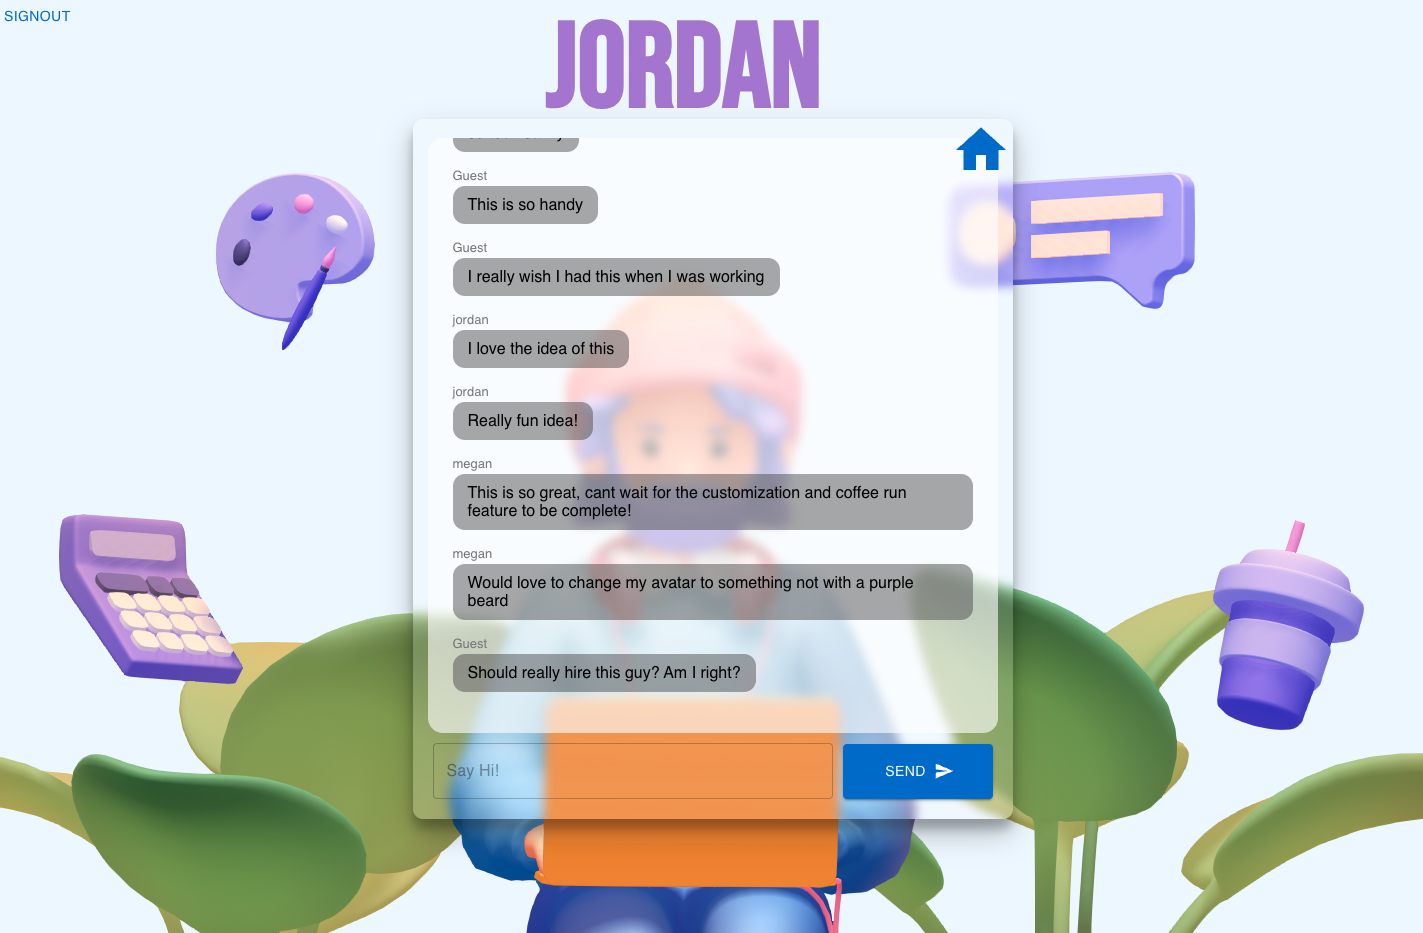 SIGNOUT
JORDAN
Guest
This is so handy
Guest
I really wish I had this when I was working
jordan
I love the idea of this
jordan
Really fun idea!
megan
This is so great, cant wait for the customization and coffee run
feature to be complete!
megan
Would love to change my avatar to something not with a purple
beard
Guest
Should really hire this guy? Am I right?
Say Hi!
SEND